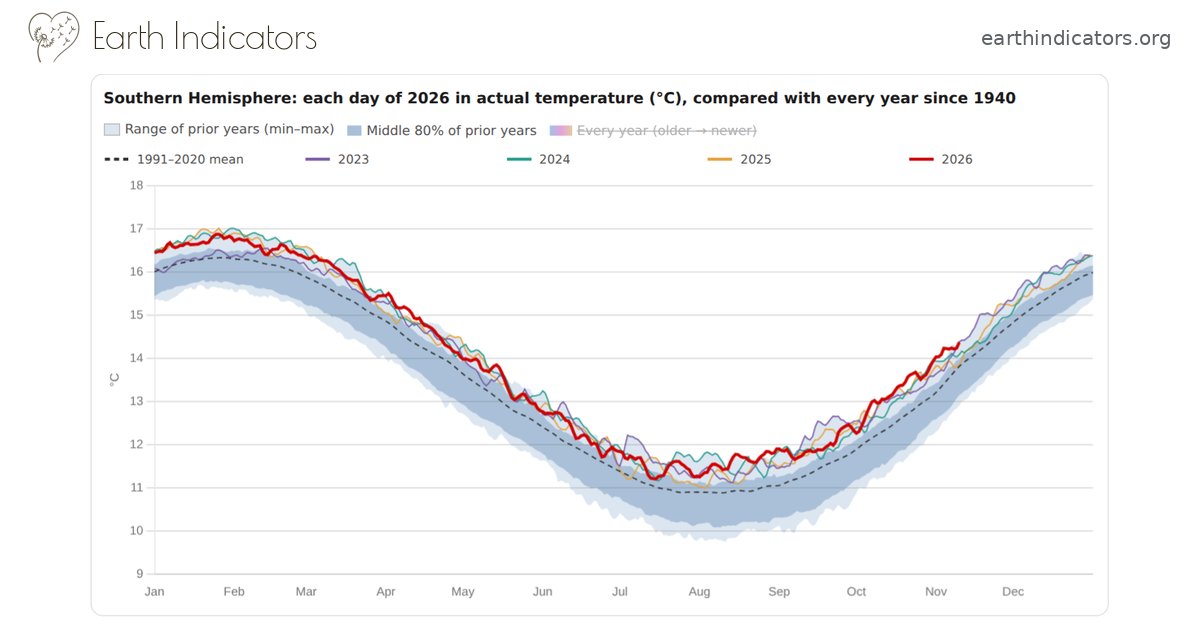 Earth Indicators
earthindicators.org
Southern Hemisphere: each day of 2026 in actual temperature (°C), compared with every year since 1940
Range of prior years (min–max) Middle 80% of prior years Every year (older → newer)
1991–2020 mean 2023 2024 2025 2026
18
17
16
15
14
13
12
11
10
9
°C
Jan Feb Mar Apr May Jun Jul Aug Sep Oct Nov Dec